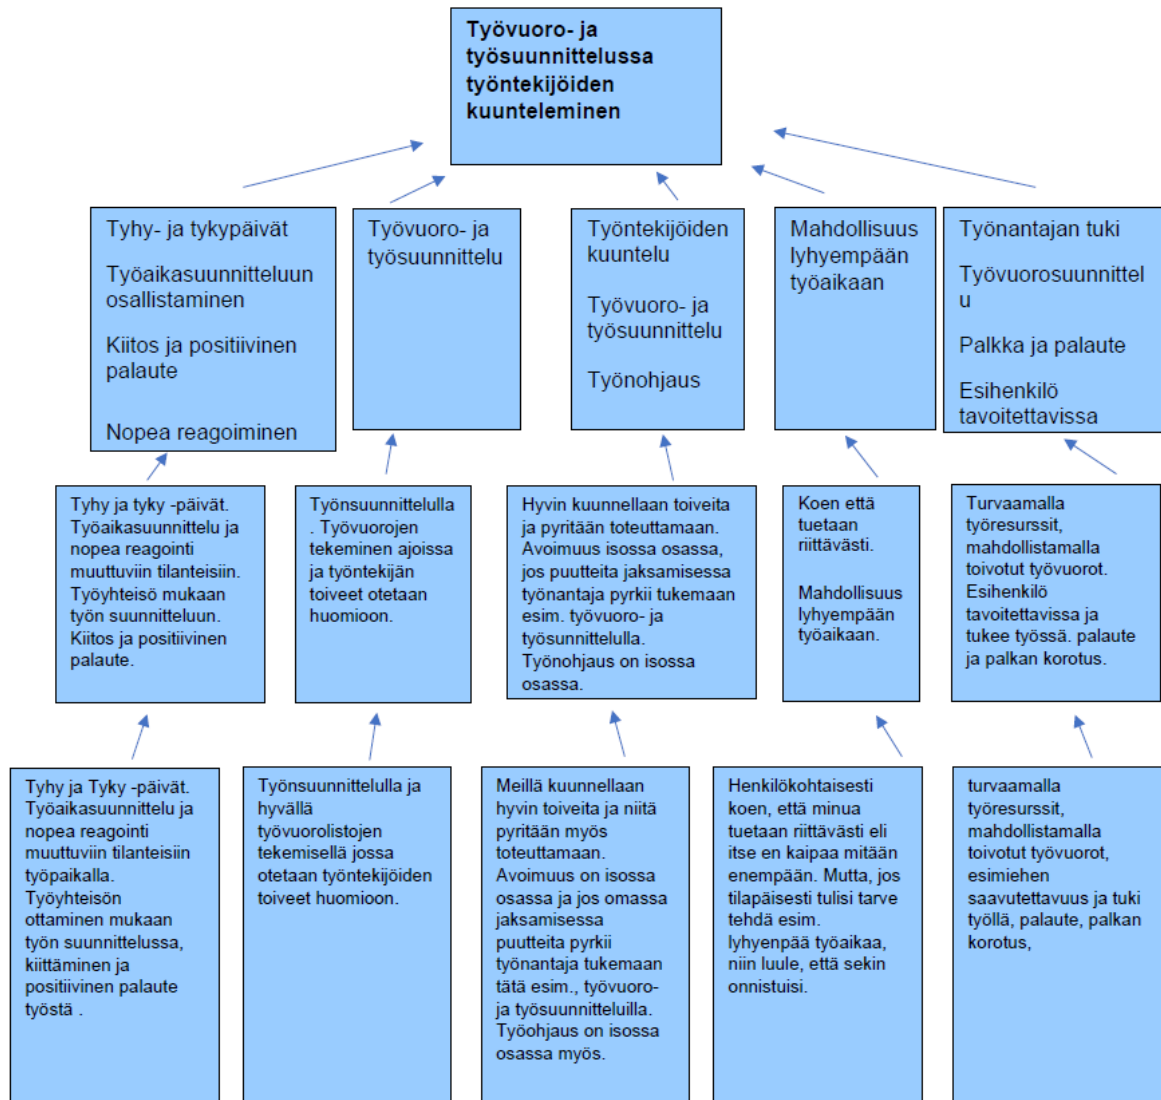 Työvuoro- ja
työsuunnittelussa
työntekijöiden
kuunteleminen
Tyhy- ja tykypäivät
Työaikasuunnitteluun
osallistaminen
Kiitos ja positiivinen
palaute
Nopea reagoiminen
Työvuoro- ja
työsuunnittelu
Työntekijöiden
kuuntelu
Työvuoro- ja
työsuunnittelu
Työnohjaus
Mahdollisuus
lyhyempään
työaikaan
Työnantajan tuki
Työvuorosuunnittel
u
Palkka ja palaute
Esihenkilö
tavoitettavissa
Tyhy ja tyky -päivät.
Työaikasuunnittelu ja
nopea reagointi
muuttuviin tilanteisiin.
Työyhteisö mukaan
työn suunnitteluun.
Kiitos ja positiivinen
palaute.
Työnsuunnittelulla
. Työvuorojen
tekeminen ajoissa
ja työntekijän
toiveet otetaan
huomioon.
Hyvin kuunnellaan toiveita
ja pyritään toteuttamaan.
Avoimuus isossa osassa,
jos puutteita jaksamisessa
työnantaja pyrkii tukemaan
esim. työvuoro- ja
työsunnittelulla.
Työnohjaus on isossa
osassa.
Koen että
tuetaan
riittävästi.
Mahdollisuus
lyhyempään
työaikaan.
Turvaamalla
työresurssit,
mahdollistamalla
toivotut työvuorot.
Esihenkilö
tavoitettavissa ja
tukee työssä. palaute
ja palkan korotus.
Tyhy ja Tyky -päivät.
Työaikasuunnittelu ja
nopea reagointi
muuttuviin tilanteisiin
työpaikalla.
Työyhteisön
ottaminen mukaan
työn suunnittelussa,
kiittäminen ja
positiivinen palaute
työstä .
Työnsuunnittelulla ja
hyvällä
työvuorolistojen
tekemisellä jossa
otetaan työntekijöiden
toiveet huomioon.
Meillä kuunnellaan
hyvin toiveita ja niitä
pyritään myös
toteuttamaan.
Avoimuus on isossa
osassa ja jos omassa
jaksamisessa
puutteita pyrkii
työnantaja tukemaan
tätä esim., työvuoro-
ja työsuunnitteluilla.
Työohjaus on isossa
osassa myös.
Henkilökohtaisesti
koen, että minua
tuetaan riittävästi eli
itse en kaipaa mitään
enempään. Mutta, jos
tilapäisesti tulisi tarve
tehdä esim.
lyhyenpää työaikaa,
niin luule, että sekin
onnistuisi.
turvaamalla
työresurssit,
mahdollistamalla
toivotut työvuorot,
esimiehen
saavutettavuus ja tuki
työllä, palaute, palkan
korotus,